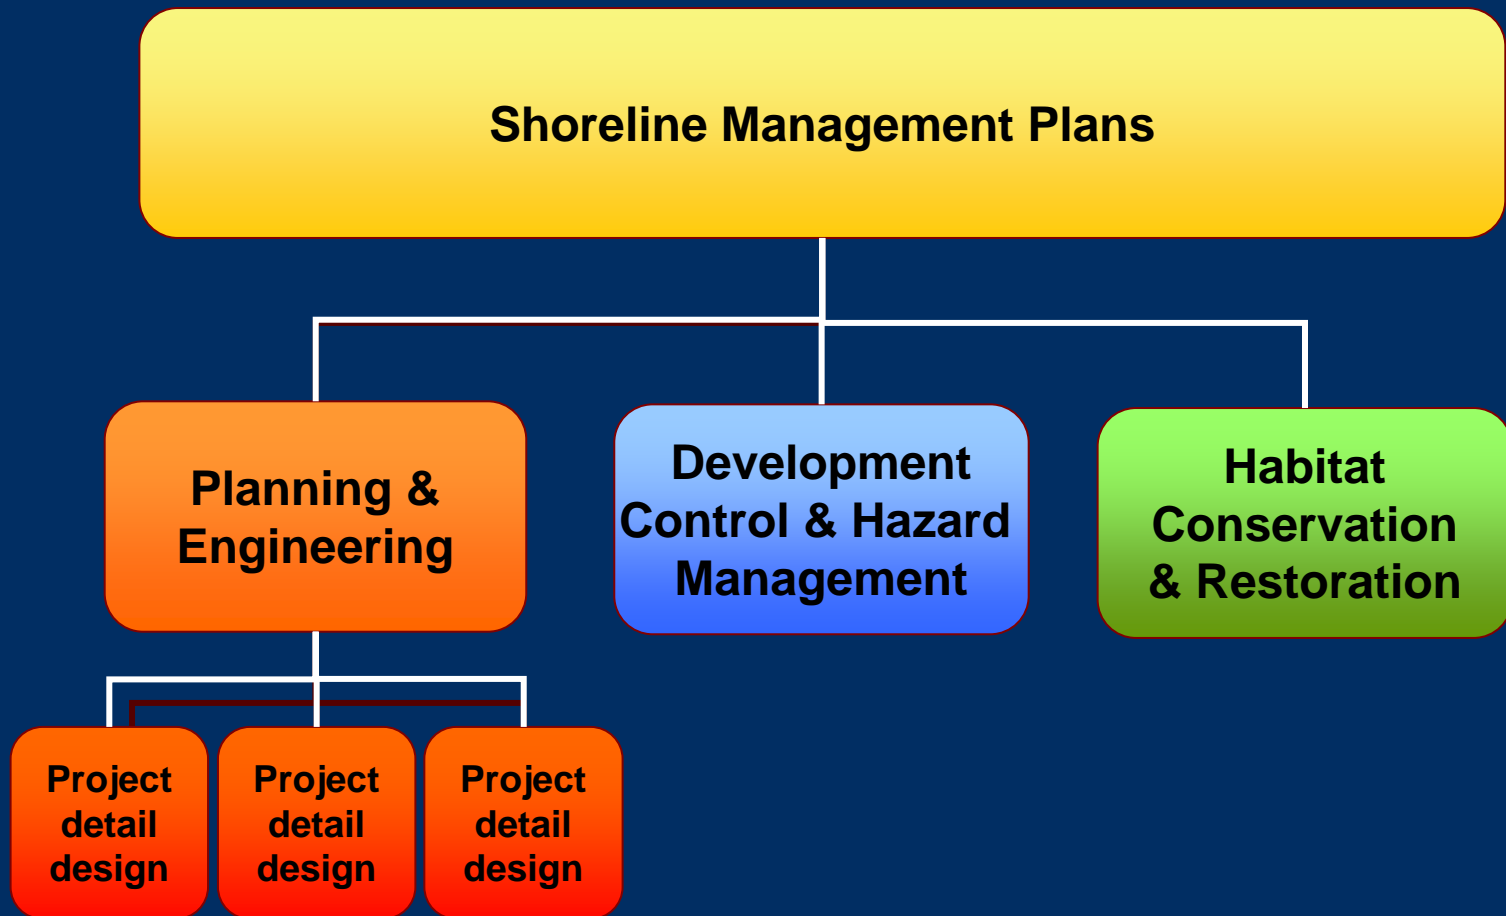 Shoreline Management Plans
Planning &
Engineering
Development
Control & Hazard
Management
Habitat
Conservation
& Restoration
Project
detail
design
Project
detail
design
Project
detail
design